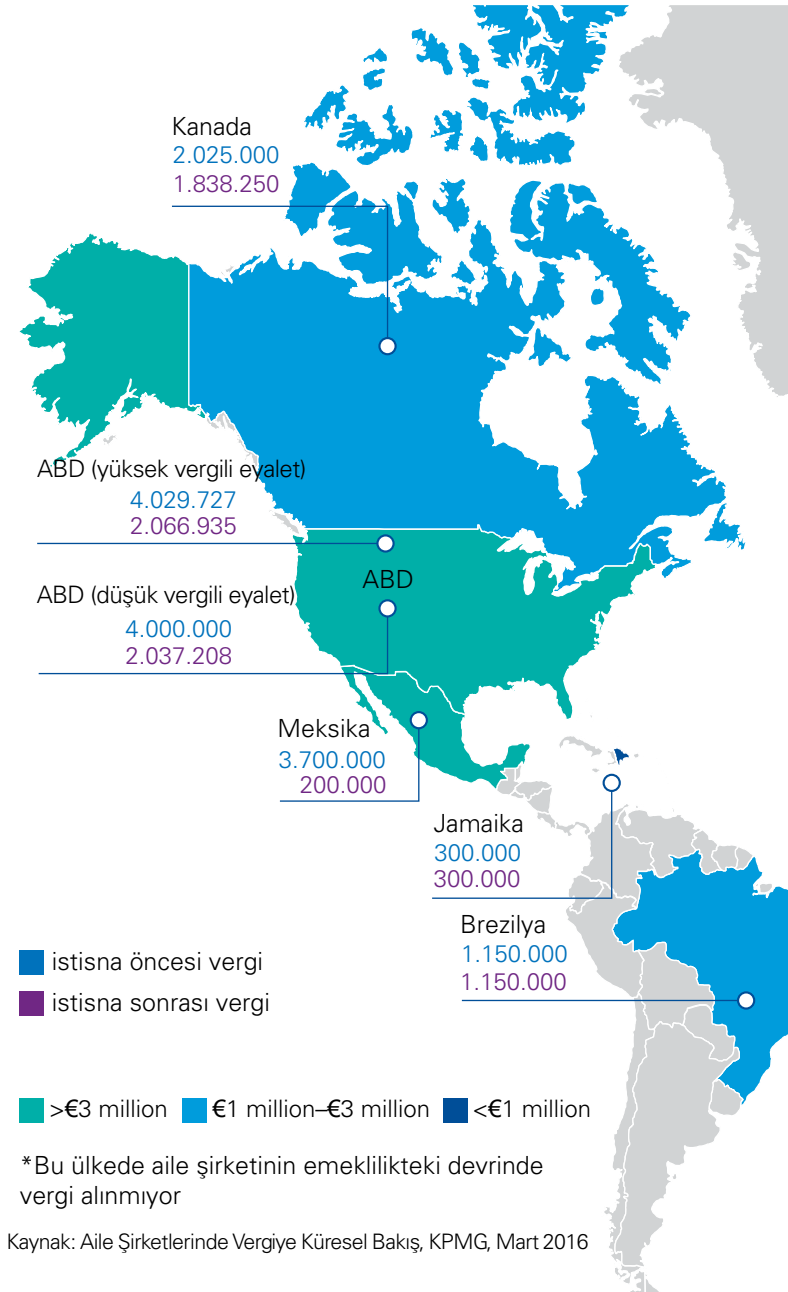 Kanada
2.025.000
1.838.250
ABD (yüksek vergili eyalet)
4.029.727
2.066.935
ABD
ABD (düşük vergili eyalet)
4.000.000
2.037.208
Meksika
3.700.000
200.000
Jamaika
300.000
300.000
Brezilya
1.150.000
1.150.000
istisna öncesi vergi
istisna sonrası vergi
>€3 million €1 million–€3 million <€1 million
*Bu ülkede aile şirketinin emeklilikteki devrinde
vergi alınmıyor
Kaynak: Aile Şirketlerinde Vergiye Küresel Bakış, KPMG, Mart 2016